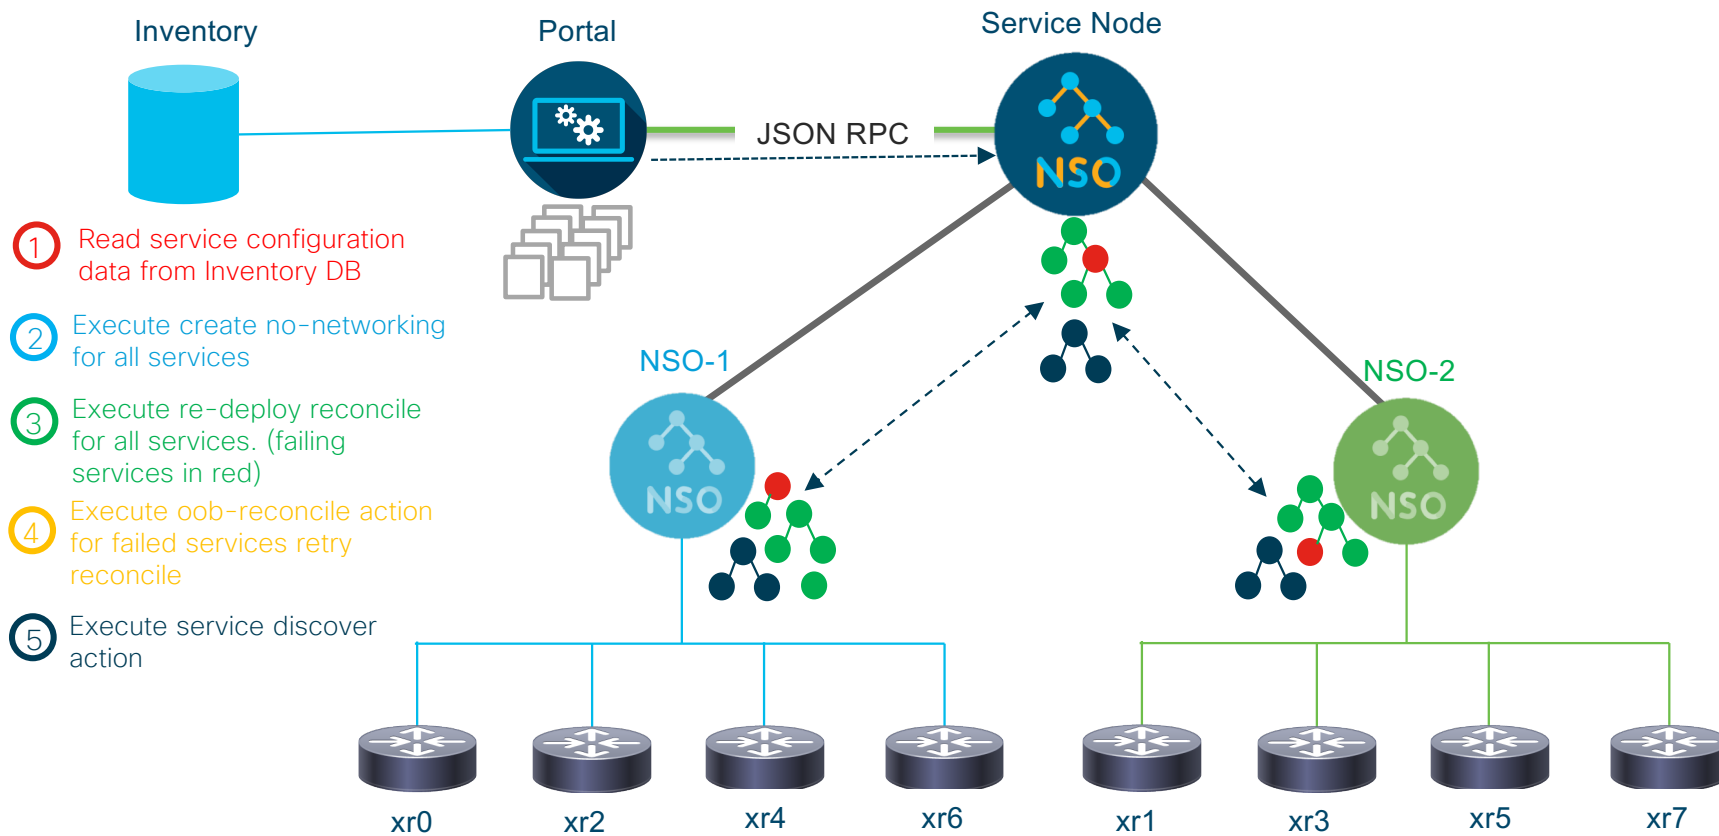 Inventory
Portal
Service Node
JSON RPC
NSO
1
Read service configuration
data from Inventory DB
2
Execute create no-networking
for all services
3
Execute re-deploy reconcile
for all services. (failing
services in red)
4
Execute oob-reconcile action
for failed services retry
reconcile
5
Execute service discover
action
NSO-1
NSO
NSO-2
NSO
xr0
xr2
xr4
xr6
xr1
xr3
xr5
xr7